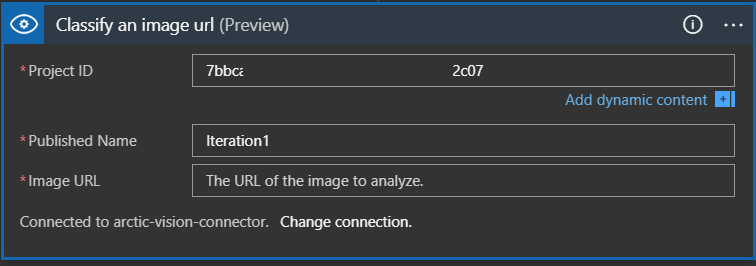 Classify an image url (Preview)
* Project ID 7bbca 2c07
Add dynamic content
* Published Name Iteration1
* Image URL The URL of the image to analyze.
Connected to arctic-vision-connector. Change connection.